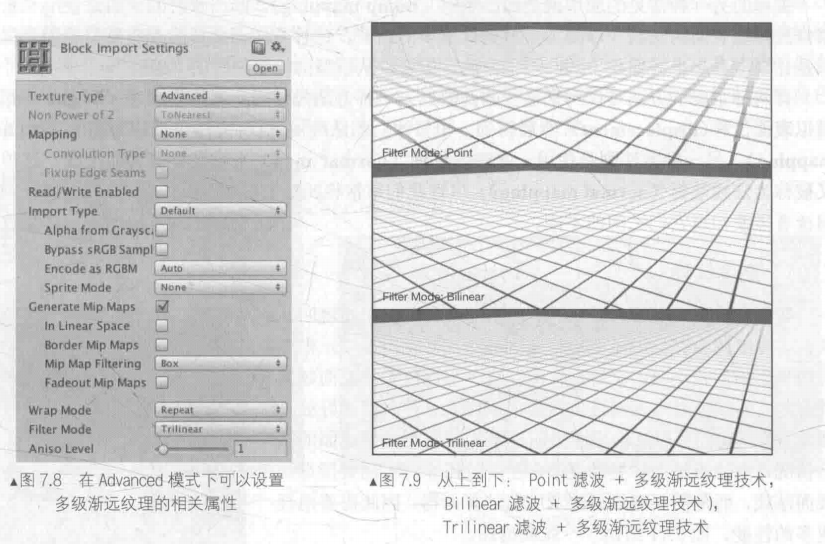 Block Import Settings
Open
Texture Type Advanced
Non Power of 2 ToNearest
Mapping None
Convolution Type None
Fixup Edge Seams
Read/Write Enabled
Import Type Default
Alpha from Graysc
Bypass sRGB Sampl
Encode as RGBM Auto
Sprite Mode None
Generate Mip Maps
In Linear Space
Border Mip Maps
Mip Map Filtering Box
Fadeout Mip Maps
Wrap Mode Repeat
Filter Mode Trilinear
Aniso Level 1
▲图 7.8 在 Advanced 模式下可以设置
多级渐远纹理的相关属性
Filter Mode: Point
Filter Mode: Bilinear
Filter Mode: Trilinear
▲图 7.9 从上到下: Point 滤波 + 多级渐远纹理技术,
Bilinear 滤波 + 多级渐远纹理技术),
Trilinear 滤波 + 多级渐远纹理技术